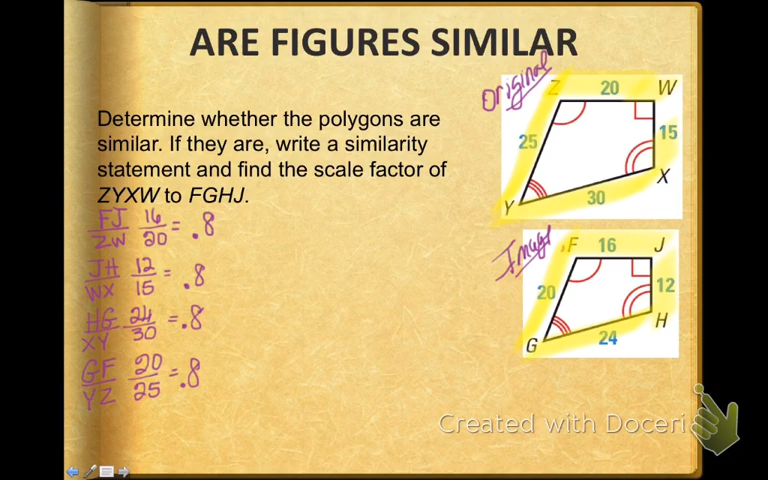 ARE FIGURES SIMILAR
Determine whether the polygons are
similar. If they are, write a similarity
statement and find the scale factor of
ZYXW to FGHJ.
FJ/ZW 16/20 = .8
JH/WX 12/15 = .8
HG/XY 24/30 = .8
GF/YZ 20/25 = .8
Original
Z 20 W
25 15
X
Y 30
Image
F 16 J
20 12
H
G 24
Created with Doceri